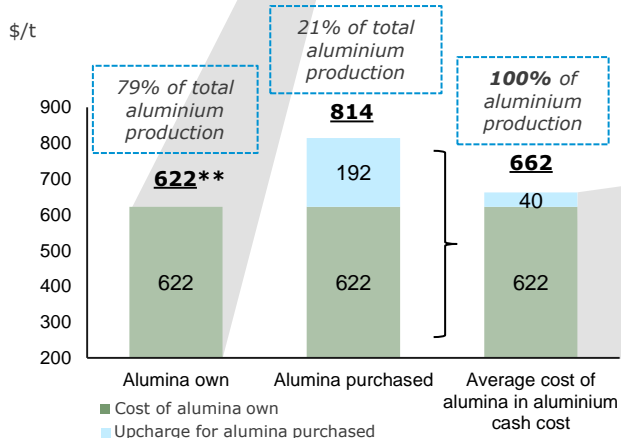 $/t
79% of total
aluminium
production
21% of total
aluminium
production
100% of
aluminium
production
900
800
700
600
500
400
300
200
622**
814
662
192
40
622
622
622
Alumina own
Alumina purchased
Average cost of
alumina in aluminium
cash cost
Cost of alumina own
Upcharge for alumina purchased